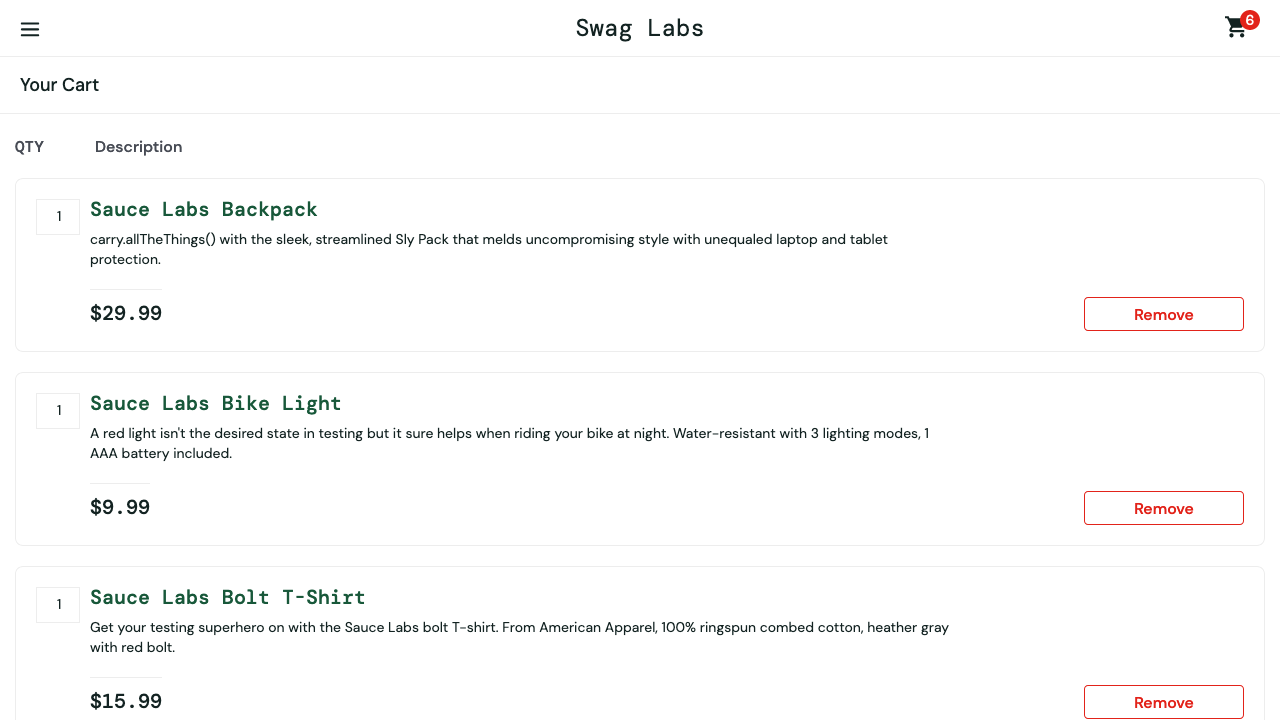 Swag Labs
6
Your Cart
QTY Description
1
Sauce Labs Backpack
carry.allTheThings() with the sleek, streamlined Sly Pack that melds uncompromising style with unequaled laptop and tablet
protection.
$29.99
Remove
1
Sauce Labs Bike Light
A red light isn't the desired state in testing but it sure helps when riding your bike at night. Water-resistant with 3 lighting modes, 1
AAA battery included.
$9.99
Remove
1
Sauce Labs Bolt T-Shirt
Get your testing superhero on with the Sauce Labs bolt T-shirt. From American Apparel, 100% ringspun combed cotton, heather gray
with red bolt.
$15.99
Remove